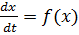 dx/dt = f(x)